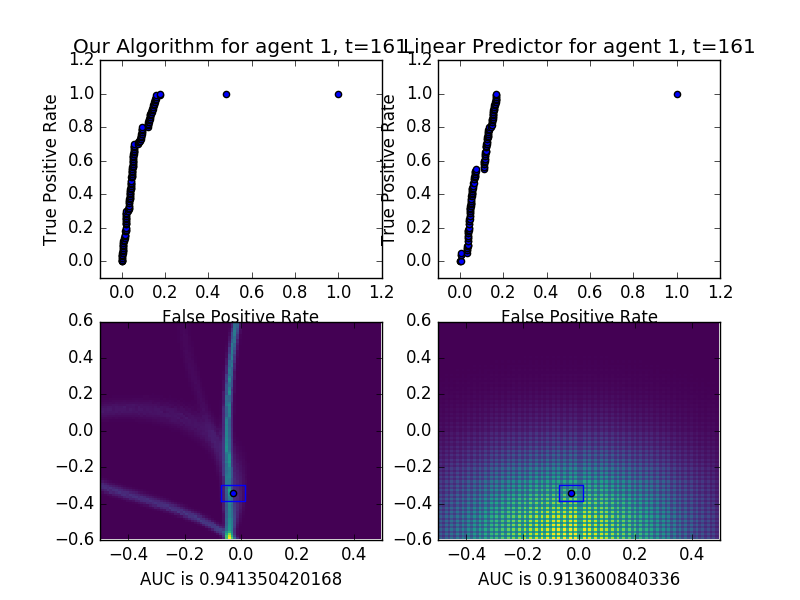 Our Algorithm for agent 1, t=161
Linear Predictor for agent 1, t=161
1.2
1.0
0.8
0.6
0.4
0.2
0.0
True Positive Rate
0.0 0.2 0.4 0.6 0.8 1.0 1.2
False Positive Rate
1.2
1.0
0.8
0.6
0.4
0.2
0.0
True Positive Rate
0.0 0.2 0.4 0.6 0.8 1.0 1.2
False Positive Rate
0.6
0.4
0.2
0.0
−0.2
−0.4
−0.6
−0.4 −0.2 0.0 0.2 0.4
AUC is 0.941350420168
0.6
0.4
0.2
0.0
−0.2
−0.4
−0.6
−0.4 −0.2 0.0 0.2 0.4
AUC is 0.913600840336